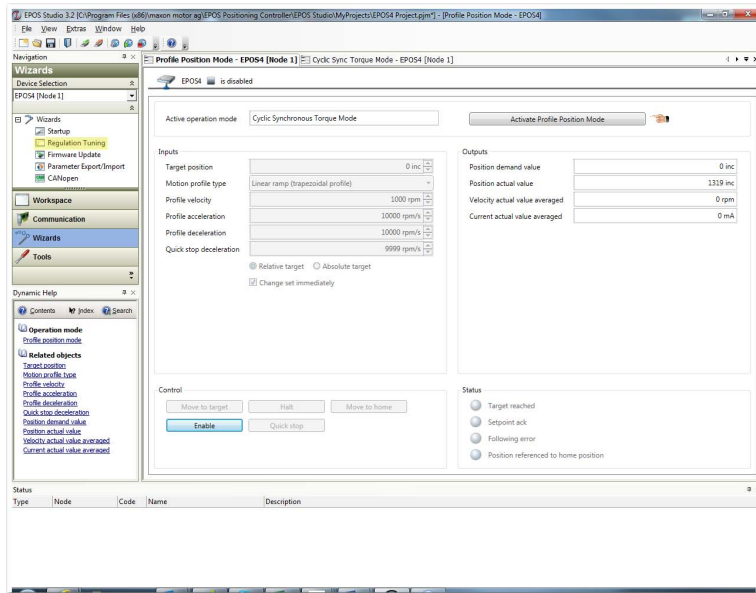 EPOS Studio 3.2 [C:\Program Files (x86)\maxon motor ag\EPOS Positioning Controller\EPOS Studio\MyProjects\EPOS4 Project.pjm*] - [Profile Position Mode - EPOS4]
File View Extras Window Help
Navigation
Wizards
Device Selection
EPOS4 [Node 1]
Wizards
Startup
Regulation Tuning
Firmware Update
Parameter Export/Import
CANopen
Workspace
Communication
Wizards
Tools
Dynamic Help
Contents Index Search
Operation mode
Profile position mode
Related objects
Target position
Motion profile type
Profile velocity
Profile acceleration
Profile deceleration
Quick stop deceleration
Position demand value
Position actual value
Velocity actual value averaged
Current actual value averaged
Profile Position Mode - EPOS4 [Node 1] Cyclic Sync Torque Mode - EPOS4 [Node 1]
EPOS4 is disabled
Active operation mode Cyclic Synchronous Torque Mode Activate Profile Position Mode
Inputs
Target position 0 inc
Motion profile type Linear ramp (trapezoidal profile)
Profile velocity 1000 rpm
Profile acceleration 10000 rpm/s
Profile deceleration 10000 rpm/s
Quick stop deceleration 9999 rpm/s
Relative target Absolute target
Change set immediately
Outputs
Position demand value 0 inc
Position actual value 1319 inc
Velocity actual value averaged 0 rpm
Current actual value averaged 0 mA
Control
Move to target Halt Move to home
Enable Quick stop
Status
Target reached
Setpoint ack
Following error
Position referenced to home position
Status
Type Node Code Name Description